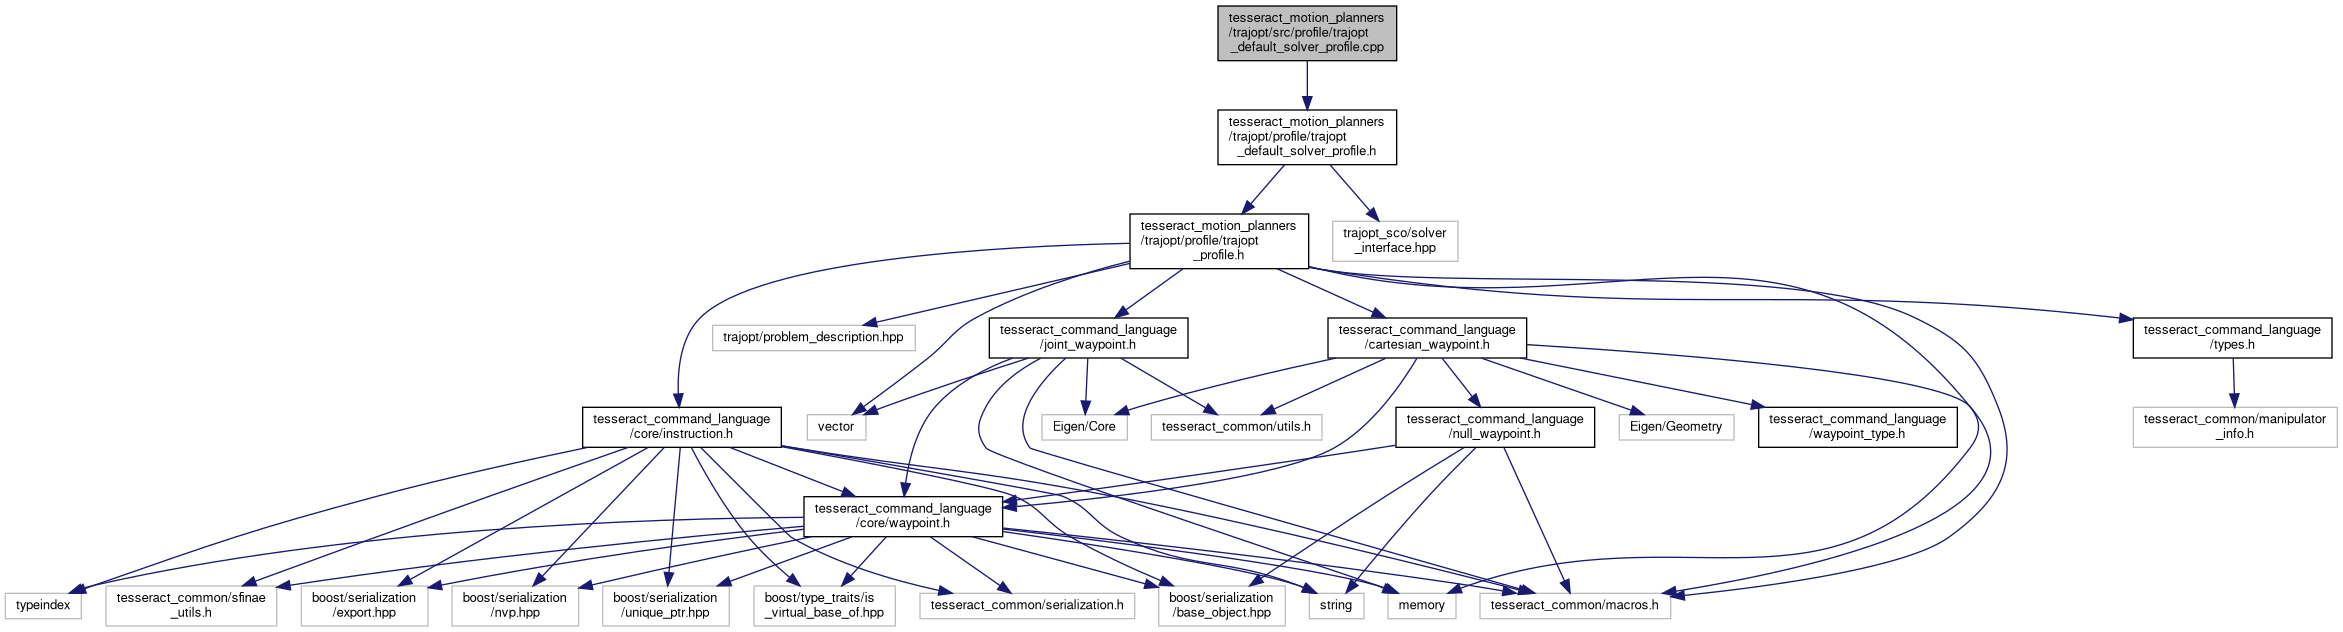 tesseract_motion_planners
/trajopt/src/profile/trajopt
_default_solver_profile.cpp
tesseract_motion_planners
/trajopt/profile/trajopt
_default_solver_profile.h
tesseract_motion_planners
/trajopt/profile/trajopt
_profile.h
trajopt_sco/solver
_interface.hpp
trajopt/problem_description.hpp
tesseract_command_language
/joint_waypoint.h
tesseract_command_language
/cartesian_waypoint.h
tesseract_command_language
/types.h
tesseract_command_language
/core/instruction.h
vector
Eigen/Core
tesseract_common/utils.h
tesseract_command_language
/null_waypoint.h
Eigen/Geometry
tesseract_command_language
/waypoint_type.h
tesseract_common/manipulator
_info.h
tesseract_command_language
/core/waypoint.h
typeindex
tesseract_common/sfinae
_utils.h
boost/serialization
/export.hpp
boost/serialization
/nvp.hpp
boost/serialization
/unique_ptr.hpp
boost/type_traits/is
_virtual_base_of.hpp
tesseract_common/serialization.h
boost/serialization
/base_object.hpp
string
memory
tesseract_common/macros.h